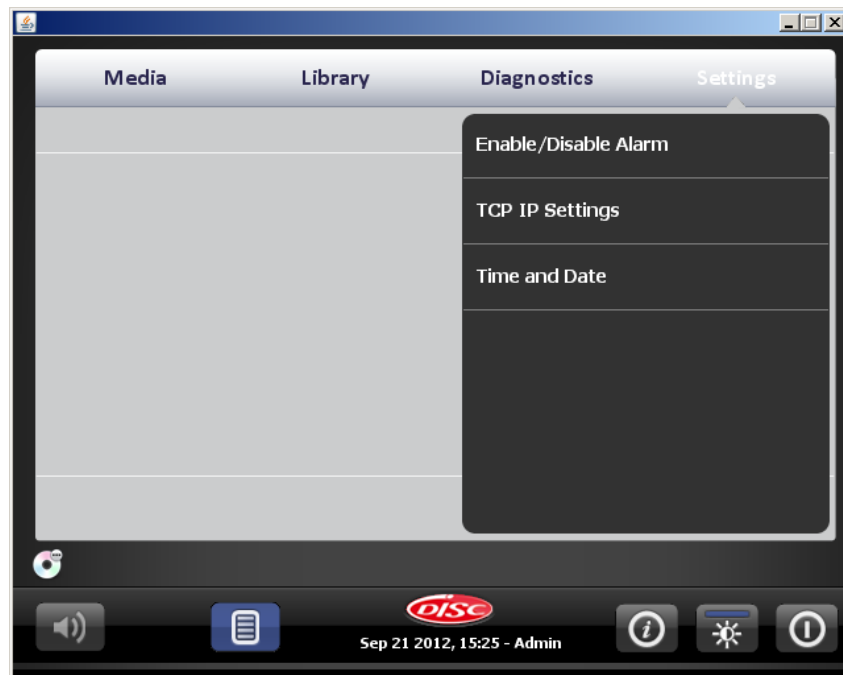 Media Library Diagnostics Settings
Enable/Disable Alarm
TCP IP Settings
Time and Date
DISC
Sep 21 2012, 15:25 - Admin